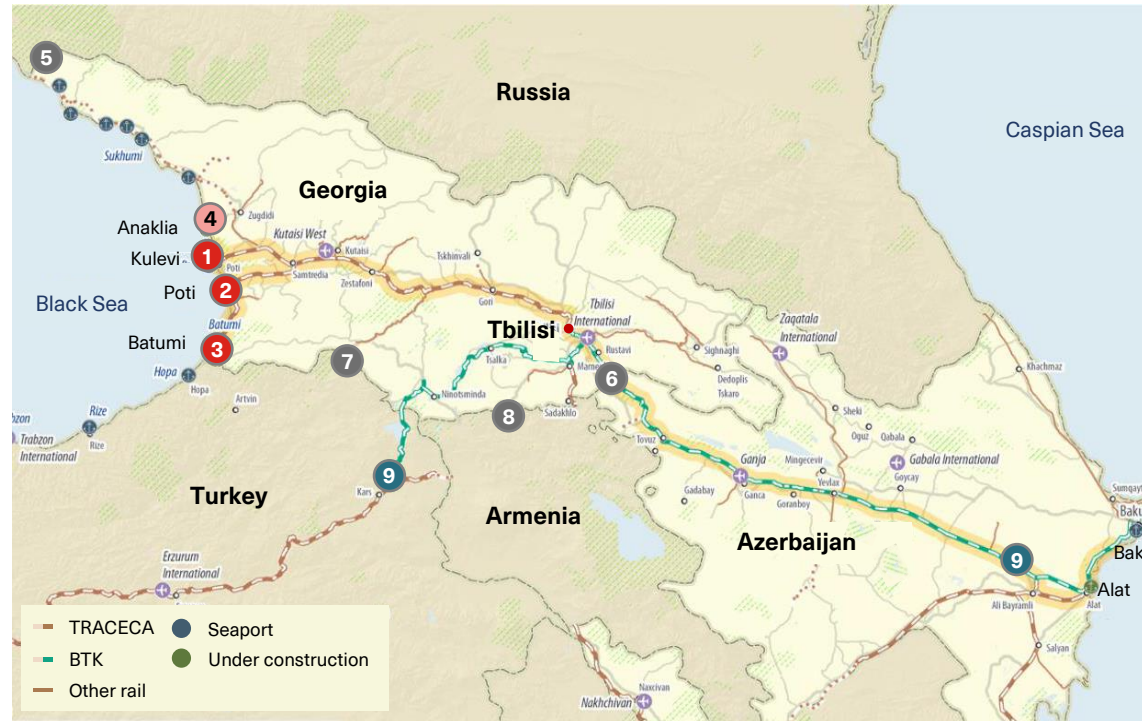 5
Russia
Caspian Sea
Sukhumi
Georgia
Anaklia
4
Zugdidi
Kutaisi West
Kutaisi
Kulevi
1
Poti
Samtredia
Zestafoni
Tskhinvali
Gori
Poti
2
Black Sea
Tbilisi
Tbilisi
International
Zaqatala
International
Batumi
Batumi
3
Rustavi
Khachmaz
Hopa
Hopa
7
Tsalka
Sighnaghi
Dedoplis
Tskaro
6
Artvin
Ninotsminda
8
Sadakhlo
Sheki
Rize
Rize
Trabzon
International
Tovuz
Oguz
Qabala
Ganja
Mingecevir
Gabala International
9
Kars
Gadabay
Ganca
Goranboy
Yevlax
Goycay
Turkey
Armenia
Azerbaijan
Sumqayt
Baku
Bak
Erzurum
International
9
Ali Bayramli
Alat
Alat
TRACECA
Seaport
BTK
Under construction
Other rail
Salyan
Nakhchivan
Naxcivan